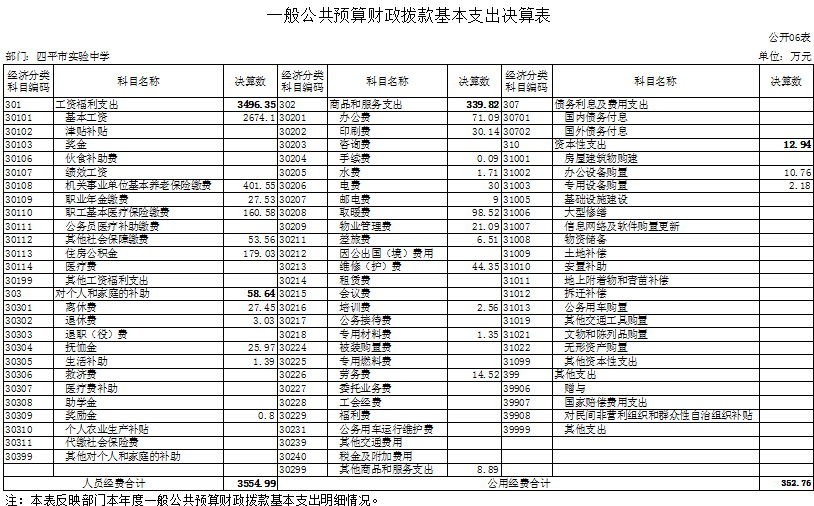 一般公共预算财政拨款基本支出决算表
公开06表
部门：四平市实验中学 单位：万元
经济分类科目编码 科目名称 决算数 经济分类科目编码 科目名称 决算数 经济分类科目编码 科目名称 决算数
301 工资福利支出 3496.35 302 商品和服务支出 339.82 307 债务利息及费用支出
30101 基本工资 2674.1 30201 办公费 71.09 30701 国内债务付息
30102 津贴补贴 30202 印刷费 30.14 30702 国外债务付息
30103 奖金 30203 咨询费 310 资本性支出 12.94
30106 伙食补助费 30204 手续费 0.09 31001 房屋建筑物购建
30107 绩效工资 30205 水费 1.71 31002 办公设备购置 10.76
30108 机关事业单位基本养老保险缴费 401.55 30206 电费 30 31003 专用设备购置 2.18
30109 职业年金缴费 27.53 30207 邮电费 9 31005 基础设施建设
30110 职工基本医疗保险缴费 160.58 30208 取暖费 98.52 31006 大型修缮
30111 公务员医疗补助缴费 30209 物业管理费 21.09 31007 信息网络及软件购置更新
30112 其他社会保障缴费 53.56 30211 差旅费 6.51 31008 物资储备
30113 住房公积金 179.03 30212 因公出国（境）费用 31009 土地补偿
30114 医疗费 30213 维修（护）费 44.35 31010 安置补助
30199 其他工资福利支出 30214 租赁费 31011 地上附着物和青苗补偿
303 对个人和家庭的补助 58.64 30215 会议费 31012 拆迁补偿
30301 离休费 27.45 30216 培训费 2.56 31013 公务用车购置
30302 退休费 3.03 30217 公务接待费 31019 其他交通工具购置
30303 退职（役）费 30218 专用材料费 1.35 31021 文物和陈列品购置
30304 抚恤金 25.97 30224 被装购置费 31022 无形资产购置
30305 生活补助 1.39 30225 专用燃料费 31099 其他资本性支出
30306 救济费 30226 劳务费 14.52 399 其他支出
30307 医疗费补助 30227 委托业务费 39906 赠与
30308 助学金 30228 工会经费 39907 国家赔偿费用支出
30309 奖励金 0.8 30229 福利费 39908 对民间非营利组织和群众性自治组织补贴
30310 个人农业生产补贴 30231 公务用车运行维护费 39999 其他支出
30311 代缴社会保险费 30239 其他交通费用
30399 其他对个人和家庭的补助 30240 税金及附加费用
30299 其他商品和服务支出 8.89
人员经费合计 3554.99 公用经费合计 352.76
注：本表反映部门本年度一般公共预算财政拨款基本支出明细情况。